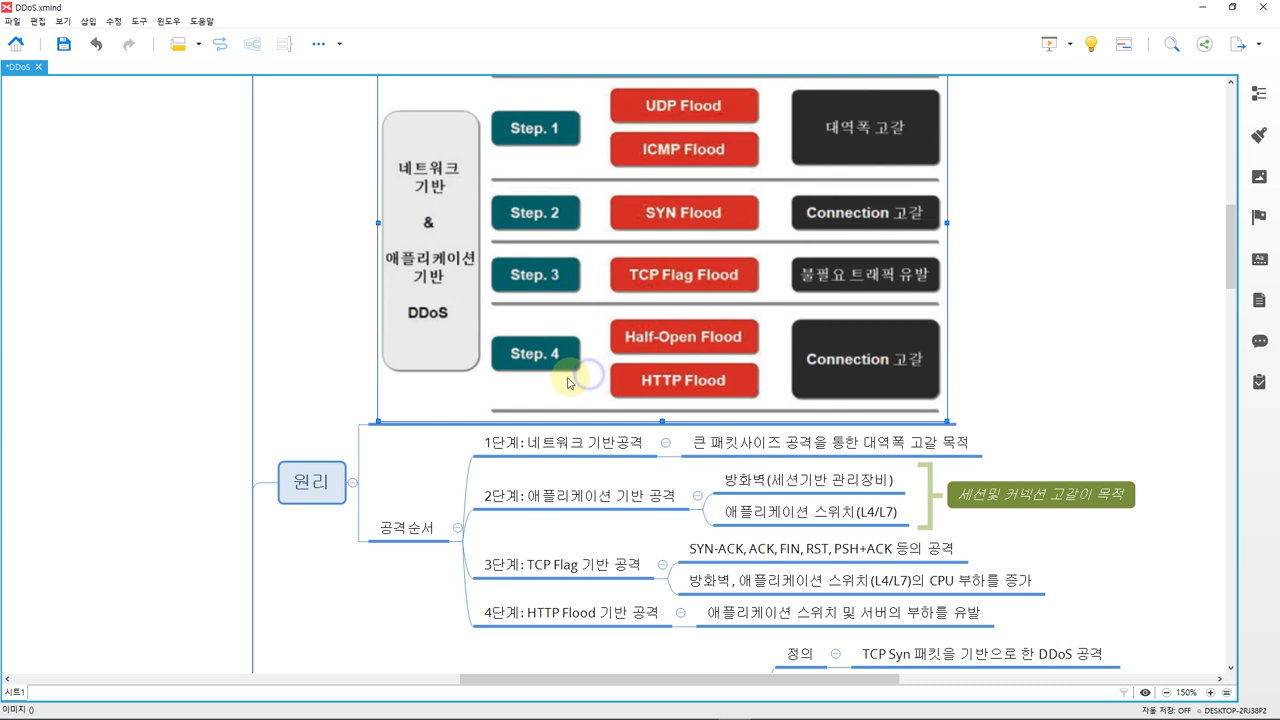 DDoS.xmind
파일 편집 보기 삽입 수정 도구 윈도우 도움말
*DDoS
네트워크
기반
&
애플리케이션
기반
DDoS
Step. 1
UDP Flood
ICMP Flood
대역폭 고갈
Step. 2
SYN Flood
Connection 고갈
Step. 3
TCP Flag Flood
불필요 트래픽 유발
Step. 4
Half-Open Flood
HTTP Flood
Connection 고갈
원리
공격순서
1단계: 네트워크 기반공격
큰 패킷사이즈 공격을 통한 대역폭 고갈 목적
2단계: 애플리케이션 기반 공격
방화벽(세션기반 관리장비)
애플리케이션 스위치(L4/L7)
세션및 커넥션 고갈이 목적
3단계: TCP Flag 기반 공격
SYN-ACK, ACK, FIN, RST, PSH+ACK 등의 공격
방화벽, 애플리케이션 스위치(L4/L7)의 CPU 부하를 증가
4단계: HTTP Flood 기반 공격
애플리케이션 스위치 및 서버의 부하를 유발
정의
TCP Syn 패킷을 기반으로 한 DDoS 공격
시트1
150%
이미지 ()
자동 저장: OFF
DESKTOP-2RJ38P2